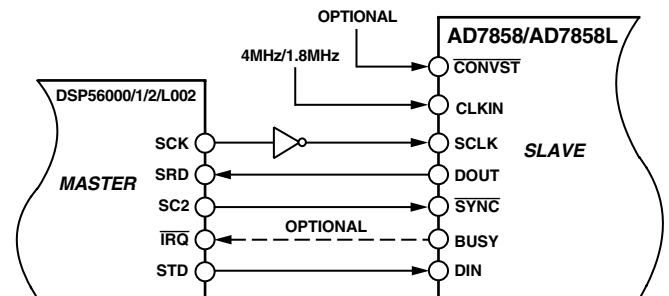 OPTIONAL
AD7858/AD7858L
4MHz/1.8MHz
CONVST
DSP56000/1/2/L002
CLKIN
SCK
SCLK
SLAVE
SRD
DOUT
MASTER
SC2
SYNC
OPTIONAL
IRQ
BUSY
STD
DIN